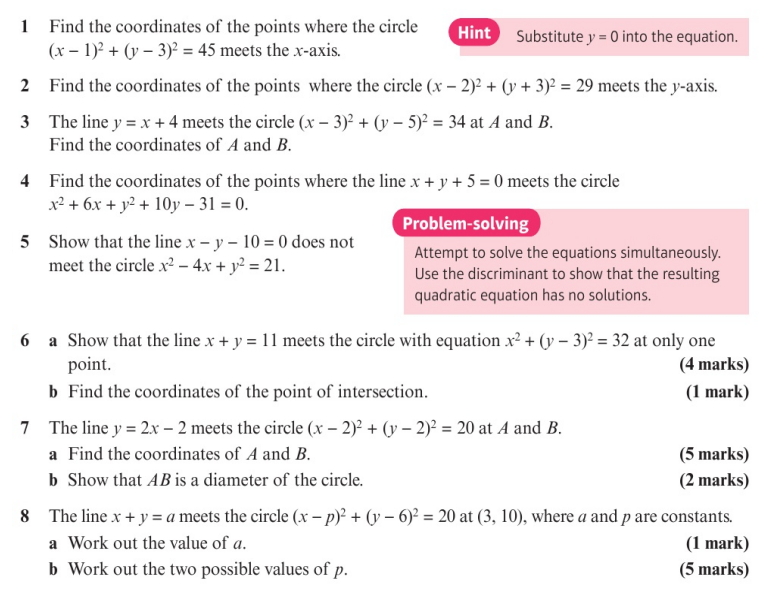 1 Find the coordinates of the points where the circle
(x − 1)² + (y − 3)² = 45 meets the x-axis.
Hint Substitute y = 0 into the equation.
2 Find the coordinates of the points where the circle (x − 2)² + (y + 3)² = 29 meets the y-axis.
3 The line y = x + 4 meets the circle (x − 3)² + (y − 5)² = 34 at A and B.
Find the coordinates of A and B.
4 Find the coordinates of the points where the line x + y + 5 = 0 meets the circle
x² + 6x + y² + 10y − 31 = 0.
5 Show that the line x − y − 10 = 0 does not
meet the circle x² − 4x + y² = 21.
Problem-solving
Attempt to solve the equations simultaneously.
Use the discriminant to show that the resulting
quadratic equation has no solutions.
6 a Show that the line x + y = 11 meets the circle with equation x² + (y − 3)² = 32 at only one
point. (4 marks)
b Find the coordinates of the point of intersection. (1 mark)
7 The line y = 2x − 2 meets the circle (x − 2)² + (y − 2)² = 20 at A and B.
a Find the coordinates of A and B. (5 marks)
b Show that AB is a diameter of the circle. (2 marks)
8 The line x + y = a meets the circle (x − p)² + (y − 6)² = 20 at (3, 10), where a and p are constants.
a Work out the value of a. (1 mark)
b Work out the two possible values of p. (5 marks)